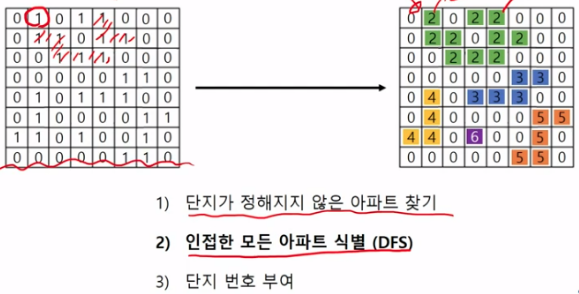 0 1 0 1 1 0 0 0
0 1 1 0 1 1 0 0
0 0 1 1 1 0 0 0
0 0 0 0 0 1 1 0
0 1 0 1 1 1 0 0
0 1 0 0 0 0 1 1
1 1 0 1 0 0 1 0
0 0 0 0 0 1 1 0
0 2 0 2 2 0 0 0
0 2 2 0 2 2 0 0
0 0 2 2 2 0 0 0
0 0 0 0 0 3 3 0
0 4 0 3 3 3 0 0
0 4 0 0 0 0 5 5
4 4 0 6 0 0 5 0
0 0 0 0 0 5 5 0
1) 단지가 정해지지 않은 아파트 찾기
2) 인접한 모든 아파트 식별 (DFS)
3) 단지 번호 부여